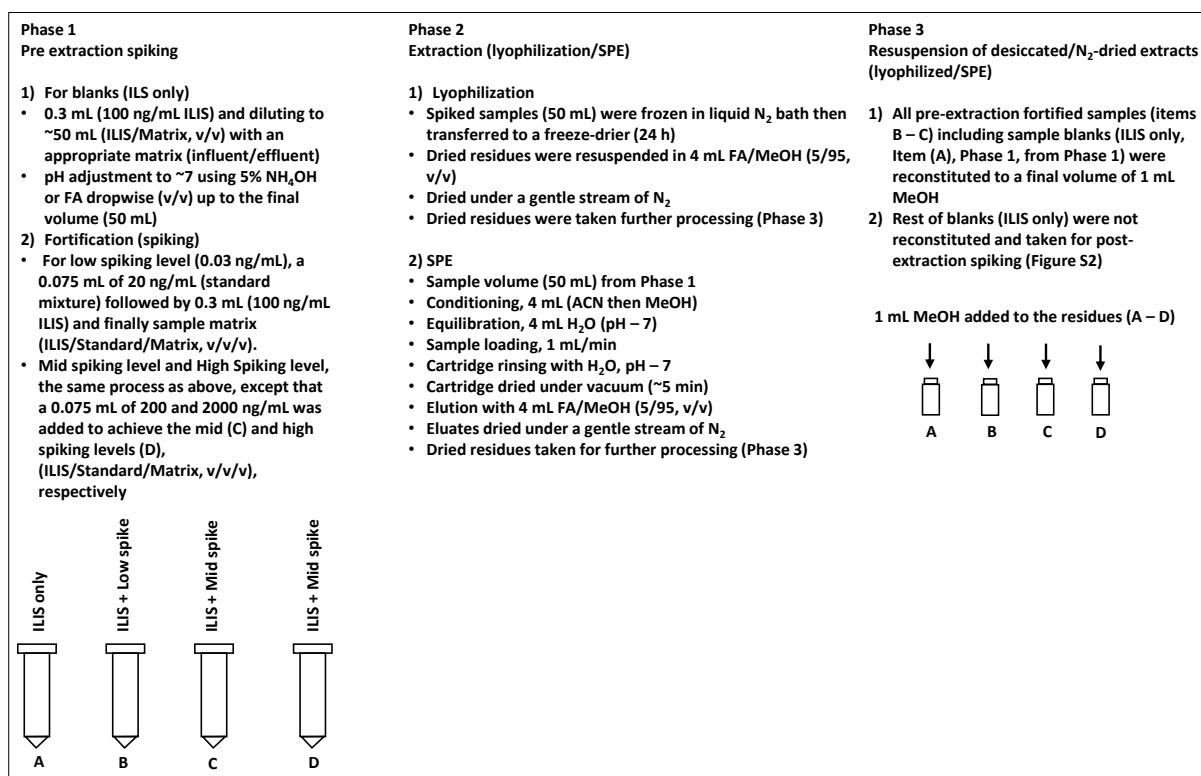 Phase 1
Pre extraction spiking
1) For blanks (ILS only)
• 0.3 mL (100 ng/mL ILIS) and diluting to
~50 mL (ILIS/Matrix, v/v) with an
appropriate matrix (influent/effluent)
• pH adjustment to ~7 using 5% NH₄OH
or FA dropwise (v/v) up to the final
volume (50 mL)
2) Fortification (spiking)
• For low spiking level (0.03 ng/mL), a
0.075 mL of 20 ng/mL (standard
mixture) followed by 0.3 mL (100 ng/mL
ILIS) and finally sample matrix
(ILIS/Standard/Matrix, v/v/v).
• Mid spiking level and High Spiking level,
the same process as above, except that
a 0.075 mL of 200 and 2000 ng/mL was
added to achieve the mid (C) and high
spiking levels (D),
(ILIS/Standard/Matrix, v/v/v),
respectively
ILIS only
ILIS + Low spike
ILIS + Mid spike
ILIS + Mid spike
A B C D
Phase 2
Extraction (lyophilization/SPE)
1) Lyophilization
• Spiked samples (50 mL) were frozen in liquid N₂ bath then
transferred to a freeze-drier (24 h)
• Dried residues were resuspended in 4 mL FA/MeOH (5/95,
v/v)
• Dried under a gentle stream of N₂
• Dried residues were taken further processing (Phase 3)
2) SPE
• Sample volume (50 mL) from Phase 1
• Conditioning, 4 mL (ACN then MeOH)
• Equilibration, 4 mL H₂O (pH – 7)
• Sample loading, 1 mL/min
• Cartridge rinsing with H₂O, pH – 7
• Cartridge dried under vacuum (~5 min)
• Elution with 4 mL FA/MeOH (5/95, v/v)
• Eluates dried under a gentle stream of N₂
• Dried residues taken for further processing (Phase 3)
Phase 3
Resuspension of desiccated/N₂-dried extracts
(lyophilized/SPE)
1) All pre-extraction fortified samples (items
B – C) including sample blanks (ILIS only,
Item (A), Phase 1, from Phase 1) were
reconstituted to a final volume of 1 mL
MeOH
2) Rest of blanks (ILIS only) were not
reconstituted and taken for post-
extraction spiking (Figure S2)
1 mL MeOH added to the residues (A – D)
A B C D